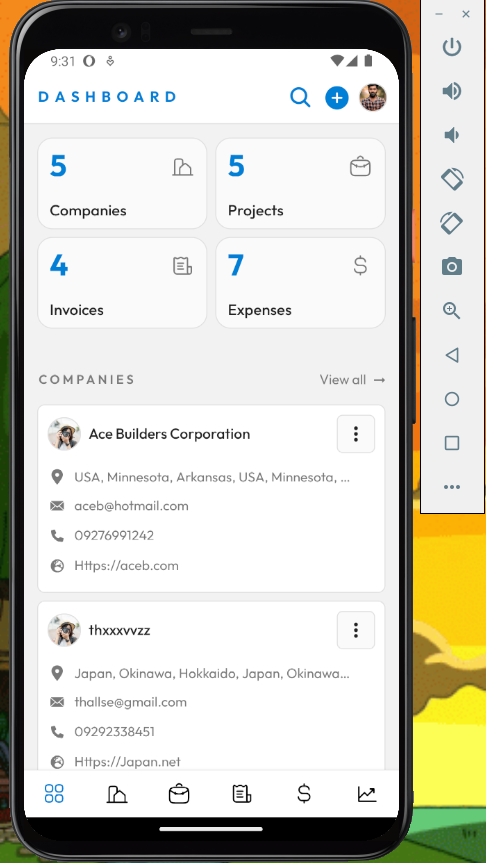 9:31
DASHBOARD
5
Companies
5
Projects
4
Invoices
7
Expenses
COMPANIES
View all →
Ace Builders Corporation
USA, Minnesota, Arkansas, USA, Minnesota, ...
aceb@hotmail.com
09276991242
Https://aceb.com
thxxxvvzz
Japan, Okinawa, Hokkaido, Japan, Okinawa...
thallse@gmail.com
09292338451
Https://Japan.net